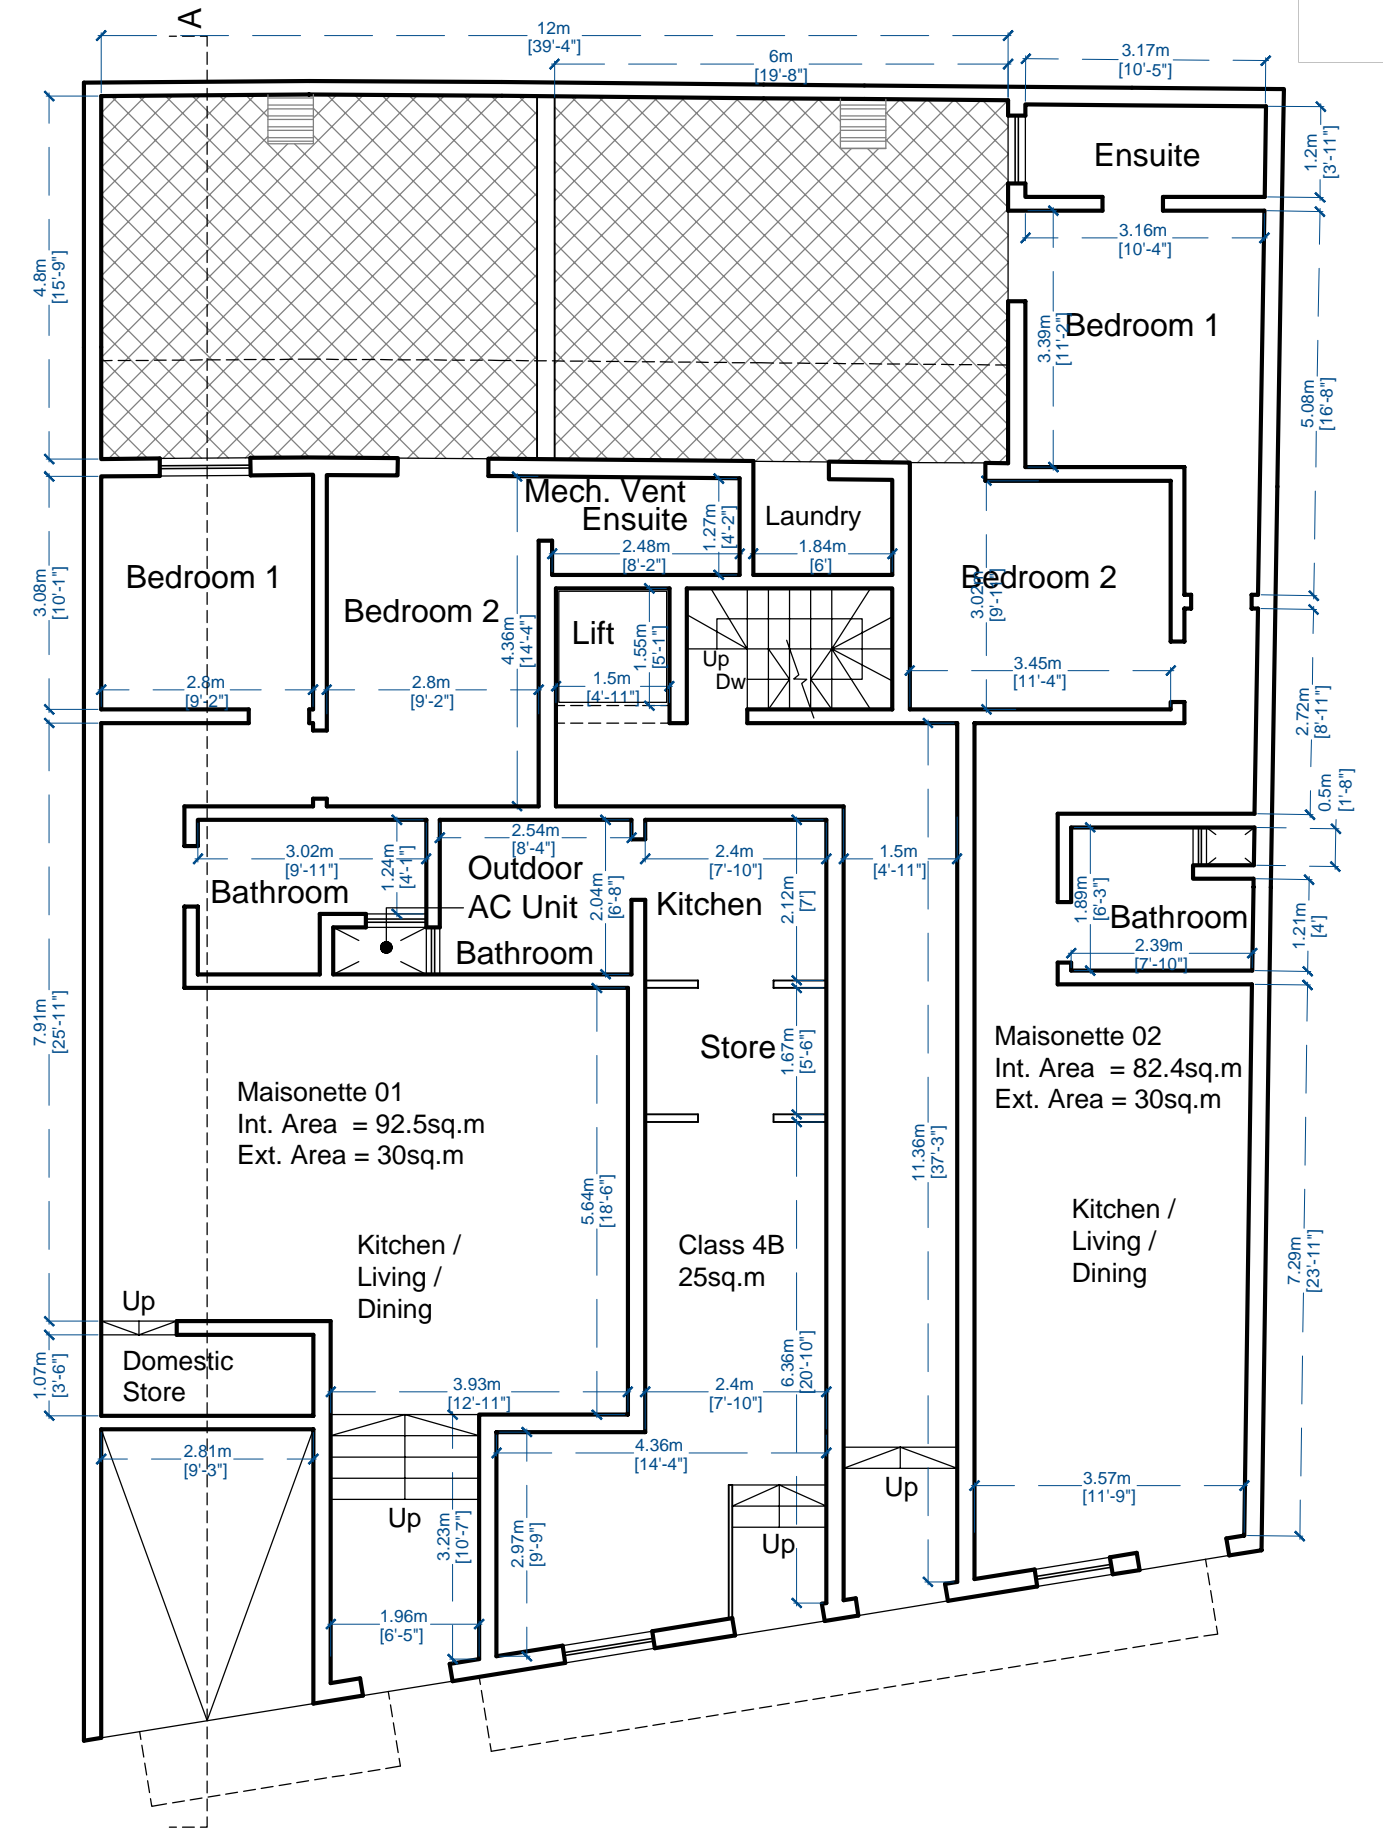 A
12m
[39'-4"]
6m
[19'-8"]
3.17m
[10'-5"]
Ensuite
1.2m
[3'-11"]
3.16m
[10'-4"]
4.8m
[15'-9"]
Bedroom 1
3.39m
[11'-2"]
5.08m
[16'-8"]
Mech. Vent
Ensuite
1.27m
[4'-2"]
2.48m
[8'-2"]
Laundry
1.84m
[6']
Bedroom 1
3.08m
[10'-1"]
2.8m
[9'-2"]
Bedroom 2
2.8m
[9'-2"]
4.36m
[14'-4"]
Lift
1.55m
[5'-1"]
1.5m
[4'-11"]
Up
Dw
Bedroom 2
3.45m
[11'-4"]
2.72m
[8'-11"]
0.5m
[1'-8"]
3.02m
[9'-11"]
1.24m
[4'-1"]
Bathroom
2.54m
[8'-4"]
Outdoor
AC Unit
Bathroom
2.04m
[6'-8"]
2.4m
[7'-10"]
Kitchen
2.12m
[7']
1.5m
[4'-11"]
1.89m
[6'-3"]
Bathroom
2.39m
[7'-10"]
1.21m
[4']
7.91m
[25'-11"]
Store
1.67m
[5'-6"]
Maisonette 01
Int. Area = 92.5sq.m
Ext. Area = 30sq.m
Maisonette 02
Int. Area = 82.4sq.m
Ext. Area = 30sq.m
11.36m
[37'-3"]
5.64m
[18'-6"]
Kitchen /
Living /
Dining
Class 4B
25sq.m
Kitchen /
Living /
Dining
7.29m
[23'-11"]
Up
Domestic
Store
1.07m
[3'-6"]
3.93m
[12'-11"]
2.4m
[7'-10"]
6.36m
[20'-10"]
2.81m
[9'-3"]
4.36m
[14'-4"]
Up
3.23m
[10'-7"]
2.97m
[9'-9"]
Up
Up
3.57m
[11'-9"]
1.96m
[6'-5"]